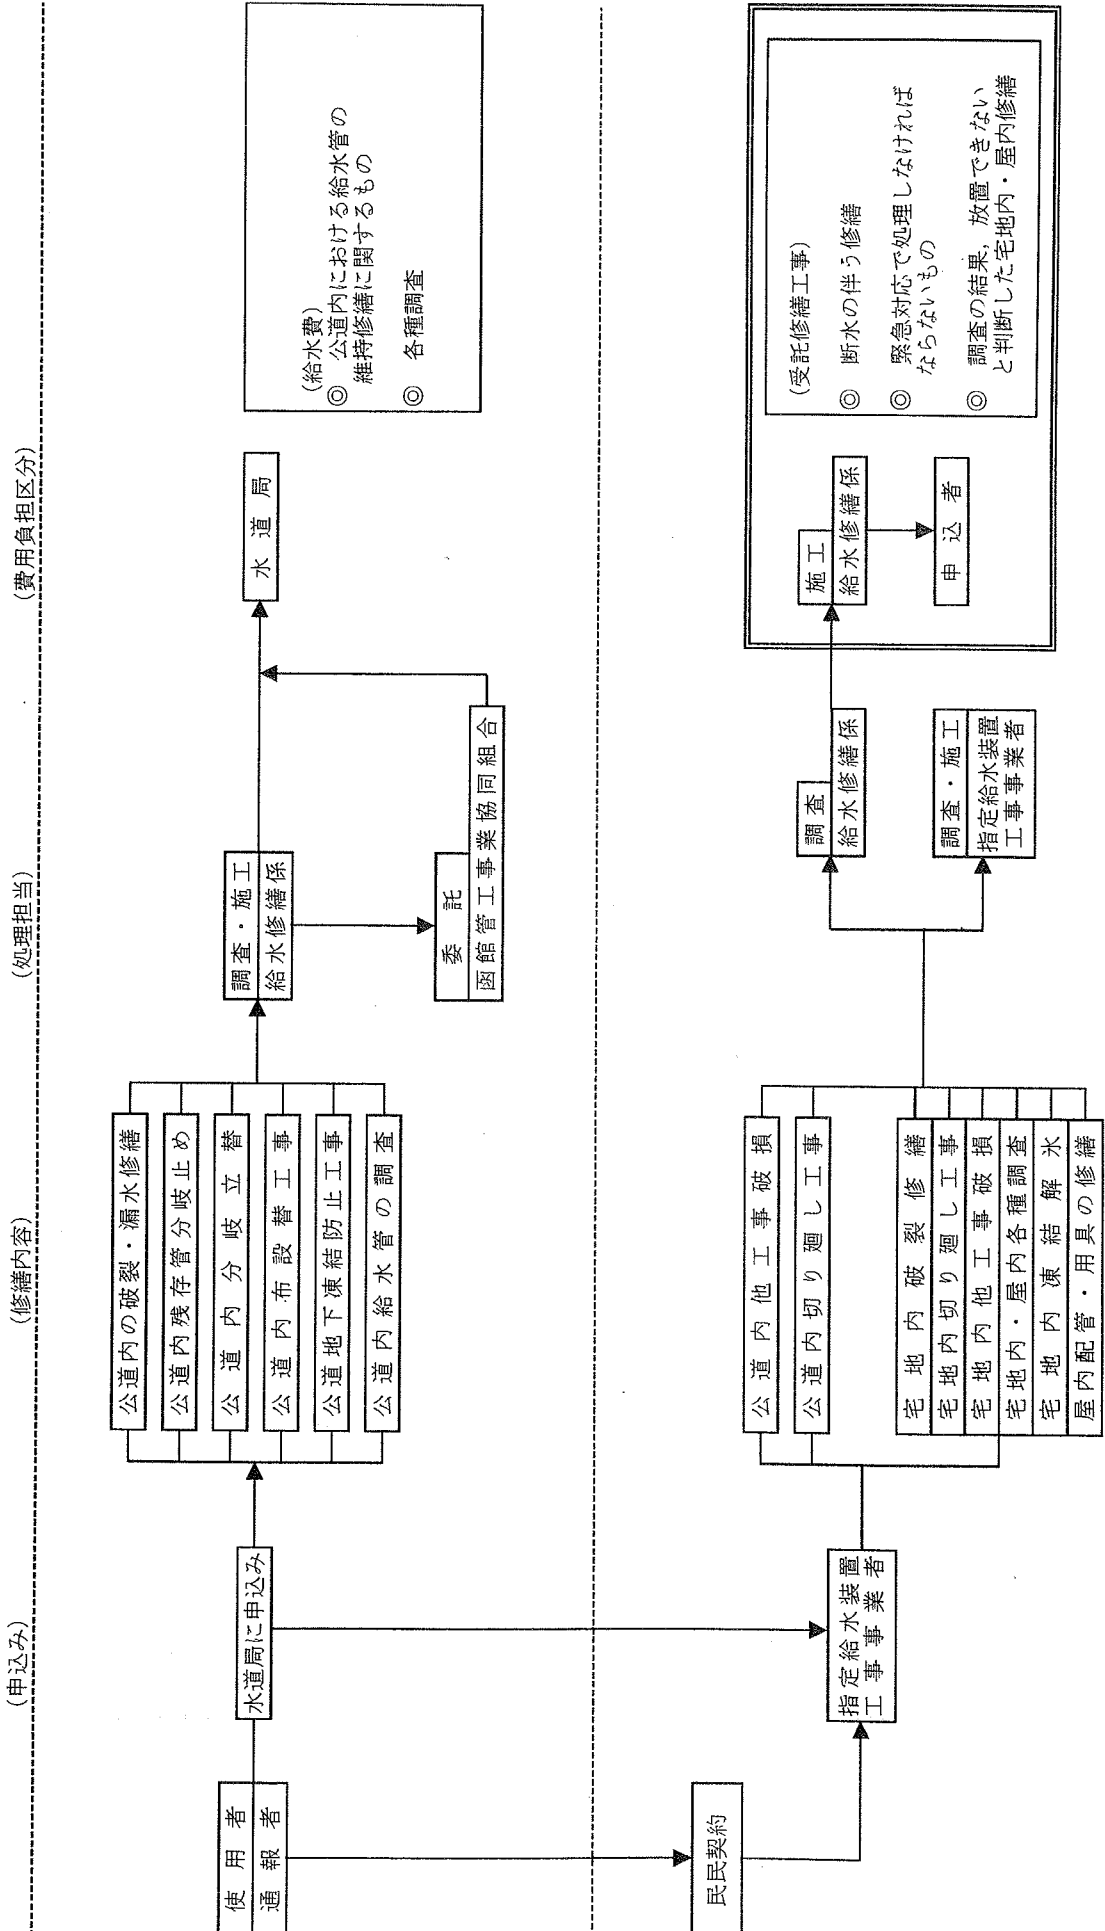 (申込み)
(修繕内容)
(処理担当)
(費用負担区分)
使用者
通報者
水道局に申込み
公道内の破裂・漏水修繕
公道内残存管分岐止め
公道内分岐立替
公道内布設替工事
公道地下凍結防止工事
公道内給水管の調査
調査・施工
給水修繕係
委託
函館管工事業協同組合
水道局
(給水費)
◎ 公道内における給水管の
維持修繕に関するもの
◎ 各種調査
民民契約
指定給水装置
工事事業者
公道内他工事破損
公道内切り廻し工事
宅地内破裂修繕
宅地内切り廻し工事
宅地内他工事破損
宅地内・屋内各種調査
宅地内凍結解氷
屋内配管・用具の修繕
調査
給水修繕係
調査・施工
指定給水装置
工事事業者
施工
給水修繕係
申込者
(受託修繕工事)
◎ 断水の伴う修繕
◎ 緊急対応で処理しなければ
ならないもの
◎ 調査の結果，放置できない
と判断した宅地内・屋内修繕